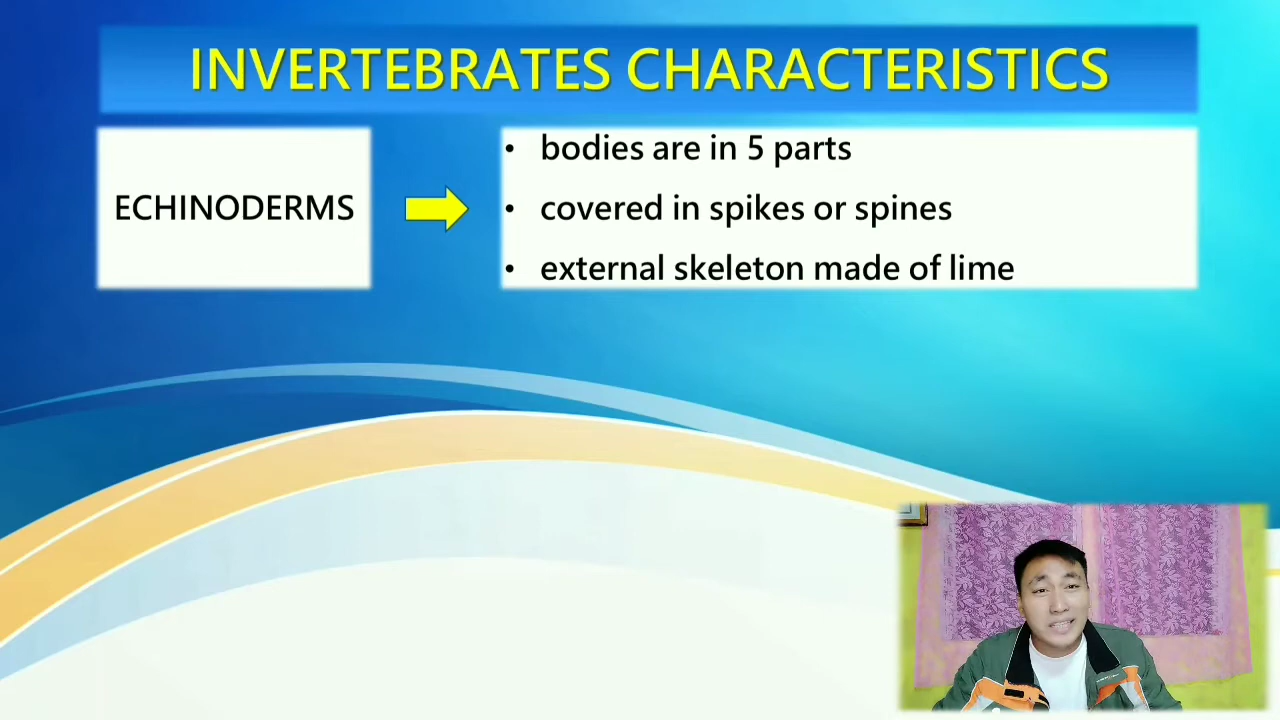 INVERTEBRATES CHARACTERISTICS
ECHINODERMS
• bodies are in 5 parts
• covered in spikes or spines
• external skeleton made of lime